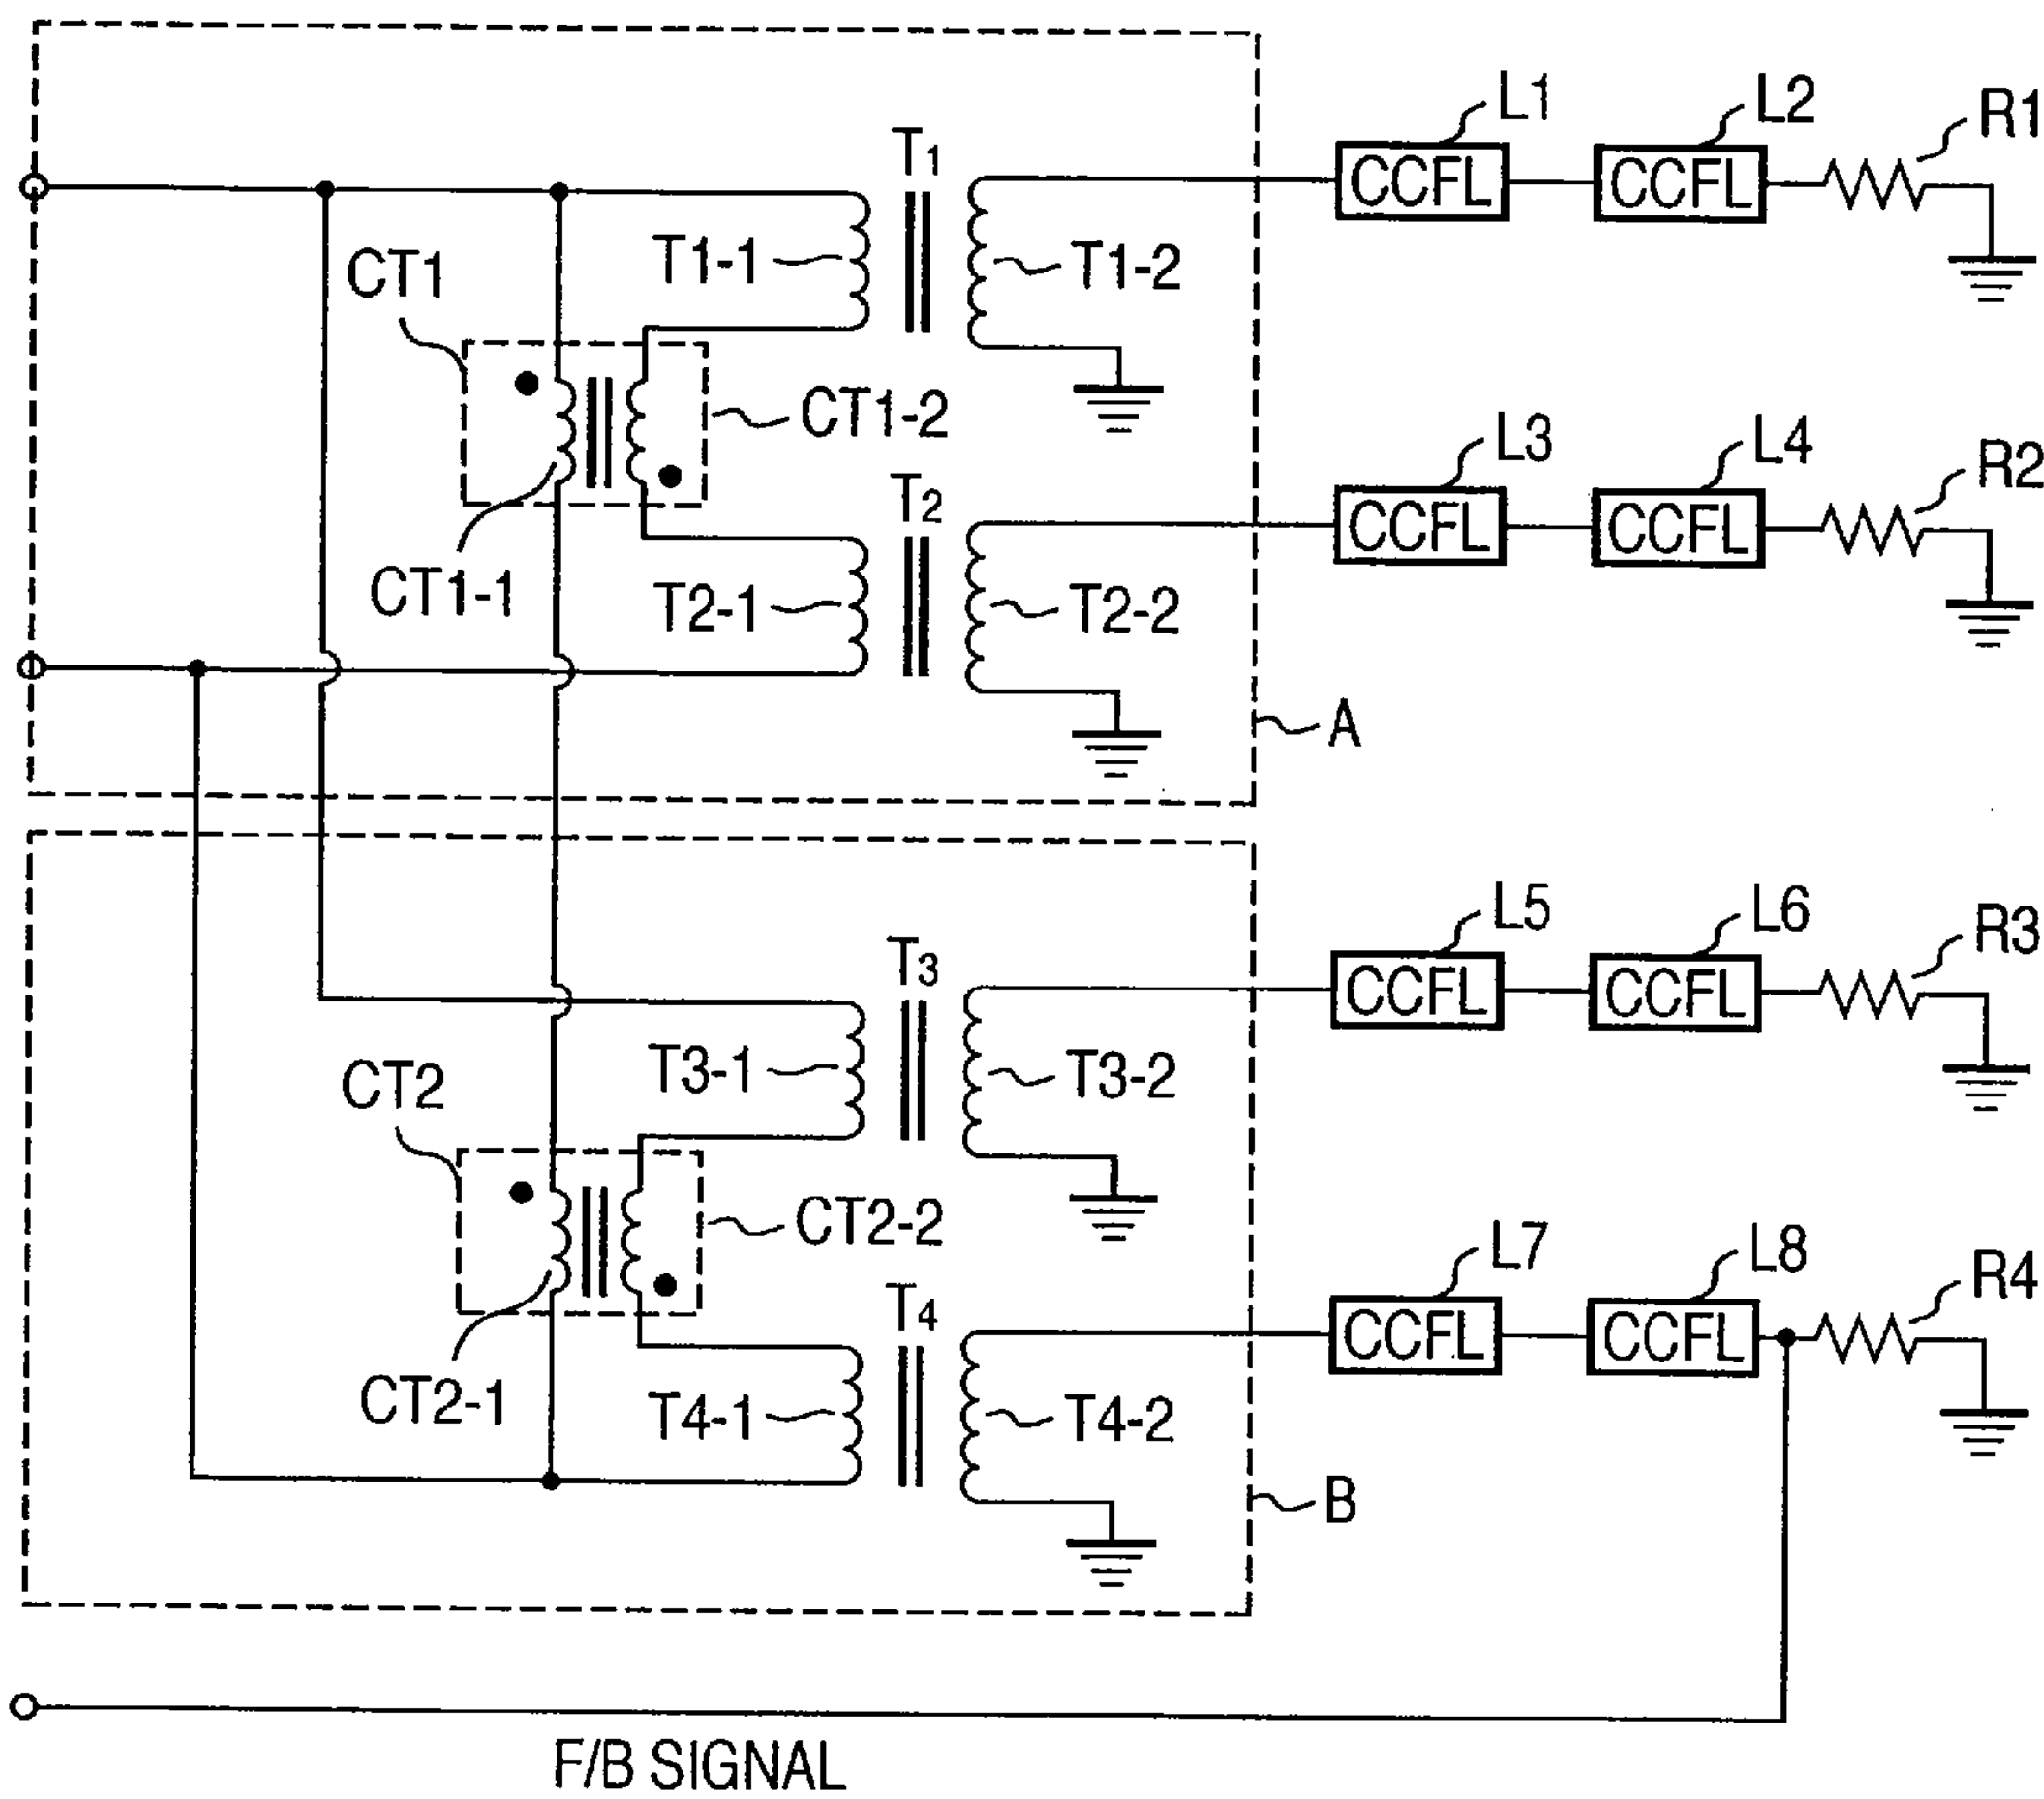 L1
L2
R1
CCFL
CCFL
T1
T1-1
T1-2
CT1
CT1-2
CT1-1
L3
L4
R2
CCFL
CCFL
T2
T2-1
T2-2
A
L5
L6
R3
CCFL
CCFL
T3
T3-1
T3-2
CT2
CT2-2
CT2-1
L7
L8
R4
CCFL
CCFL
T4
T4-1
T4-2
B
F/B SIGNAL